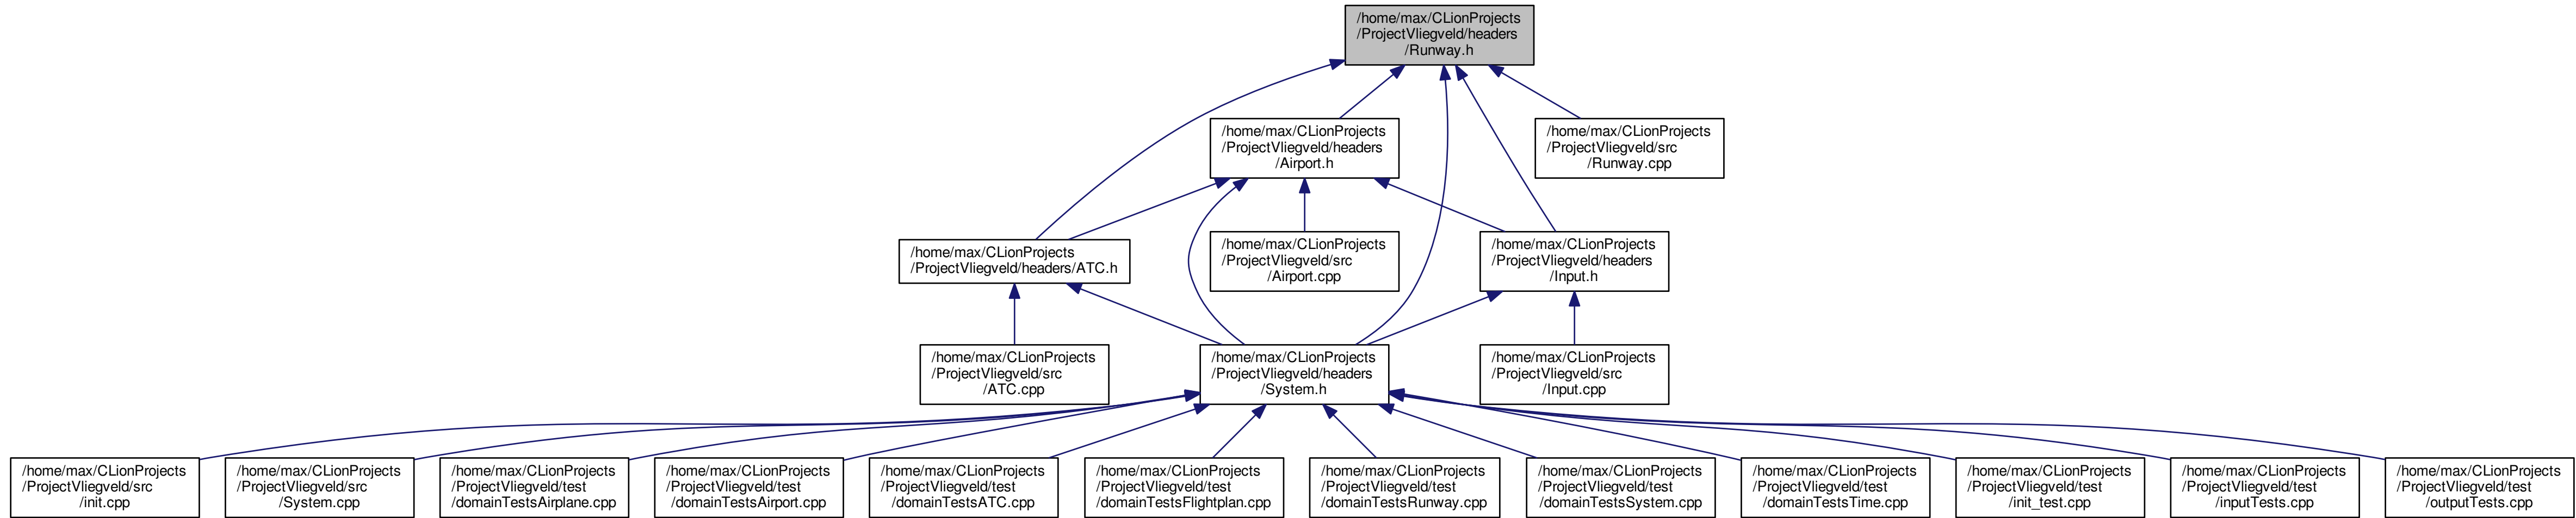 /home/max/CLionProjects
/ProjectVliegveld/headers
/Runway.h
/home/max/CLionProjects
/ProjectVliegveld/headers
/Airport.h
/home/max/CLionProjects
/ProjectVliegveld/src
/Runway.cpp
/home/max/CLionProjects
/ProjectVliegveld/headers/ATC.h
/home/max/CLionProjects
/ProjectVliegveld/src
/Airport.cpp
/home/max/CLionProjects
/ProjectVliegveld/headers
/Input.h
/home/max/CLionProjects
/ProjectVliegveld/src
/ATC.cpp
/home/max/CLionProjects
/ProjectVliegveld/headers
/System.h
/home/max/CLionProjects
/ProjectVliegveld/src
/Input.cpp
/home/max/CLionProjects
/ProjectVliegveld/src
/init.cpp
/home/max/CLionProjects
/ProjectVliegveld/src
/System.cpp
/home/max/CLionProjects
/ProjectVliegveld/test
/domainTestsAirplane.cpp
/home/max/CLionProjects
/ProjectVliegveld/test
/domainTestsAirport.cpp
/home/max/CLionProjects
/ProjectVliegveld/test
/domainTestsATC.cpp
/home/max/CLionProjects
/ProjectVliegveld/test
/domainTestsFlightplan.cpp
/home/max/CLionProjects
/ProjectVliegveld/test
/domainTestsRunway.cpp
/home/max/CLionProjects
/ProjectVliegveld/test
/domainTestsSystem.cpp
/home/max/CLionProjects
/ProjectVliegveld/test
/domainTestsTime.cpp
/home/max/CLionProjects
/ProjectVliegveld/test
/init_test.cpp
/home/max/CLionProjects
/ProjectVliegveld/test
/inputTests.cpp
/home/max/CLionProjects
/ProjectVliegveld/test
/outputTests.cpp